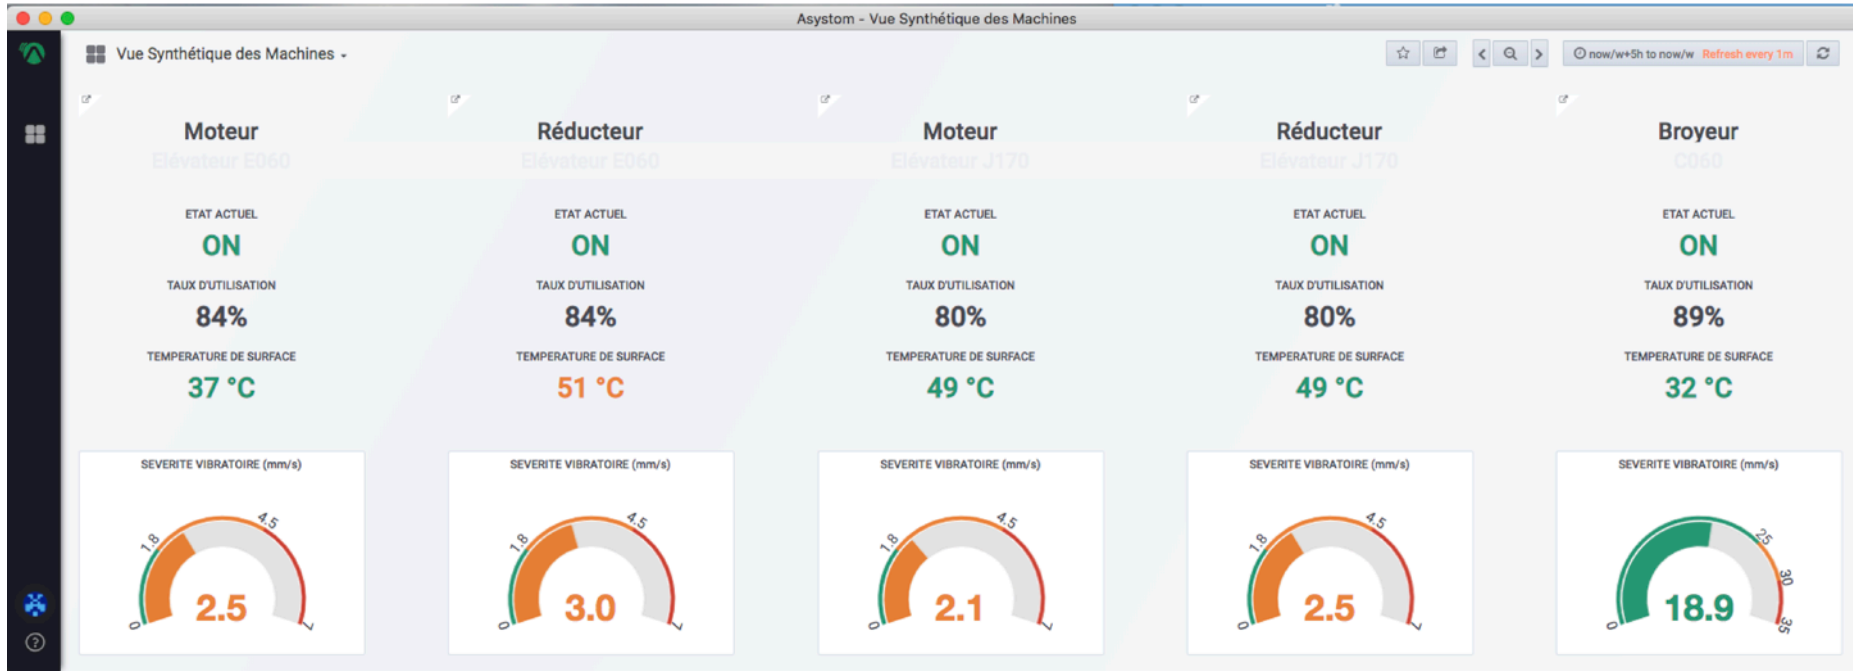 Asystom - Vue Synthétique des Machines
Vue Synthétique des Machines
now/w+5h to now/w Refresh every 1m
Moteur
Elévateur E060
ETAT ACTUEL
ON
TAUX D'UTILISATION
84%
TEMPERATURE DE SURFACE
37 °C
SEVERITE VIBRATOIRE (mm/s)
0 1.8 4.5 7
2.5
Réducteur
Elévateur E060
ETAT ACTUEL
ON
TAUX D'UTILISATION
84%
TEMPERATURE DE SURFACE
51 °C
SEVERITE VIBRATOIRE (mm/s)
0 1.8 4.5 7
3.0
Moteur
Elévateur J170
ETAT ACTUEL
ON
TAUX D'UTILISATION
80%
TEMPERATURE DE SURFACE
49 °C
SEVERITE VIBRATOIRE (mm/s)
0 1.8 4.5 7
2.1
Réducteur
Elévateur J170
ETAT ACTUEL
ON
TAUX D'UTILISATION
80%
TEMPERATURE DE SURFACE
49 °C
SEVERITE VIBRATOIRE (mm/s)
0 1.8 4.5 7
2.5
Broyeur
C060
ETAT ACTUEL
ON
TAUX D'UTILISATION
89%
TEMPERATURE DE SURFACE
32 °C
SEVERITE VIBRATOIRE (mm/s)
0 25 30 35
18.9